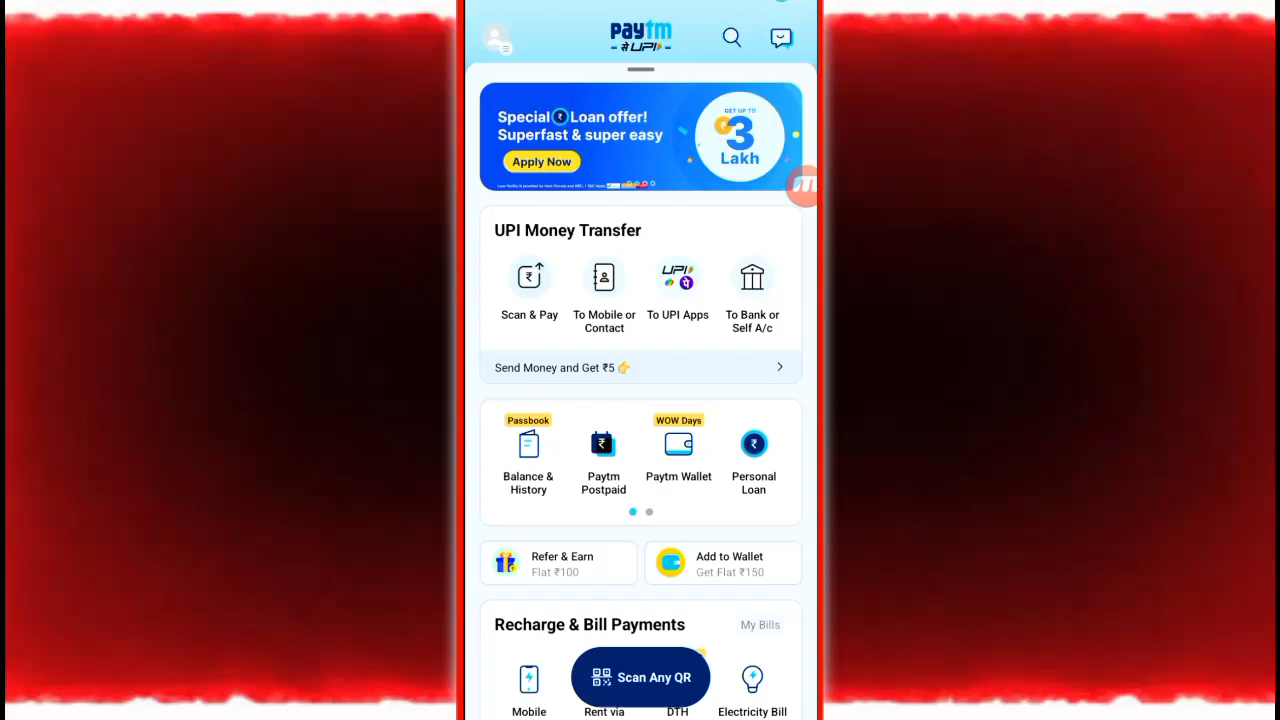 paytm
UPI
Special ₹ Loan offer!
Superfast & super easy
Apply Now
GET UP TO
₹3
Lakh
UPI Money Transfer
UPI
Scan & Pay
To Mobile or
Contact
To UPI Apps
To Bank or
Self A/c
Send Money and Get ₹5 👉
Passbook
WOW Days
Balance &
History
Paytm
Postpaid
Paytm Wallet
Personal
Loan
Refer & Earn
Flat ₹100
Add to Wallet
Get Flat ₹150
Recharge & Bill Payments
My Bills
Scan Any QR
Mobile
Rent via
DTH
Electricity Bill